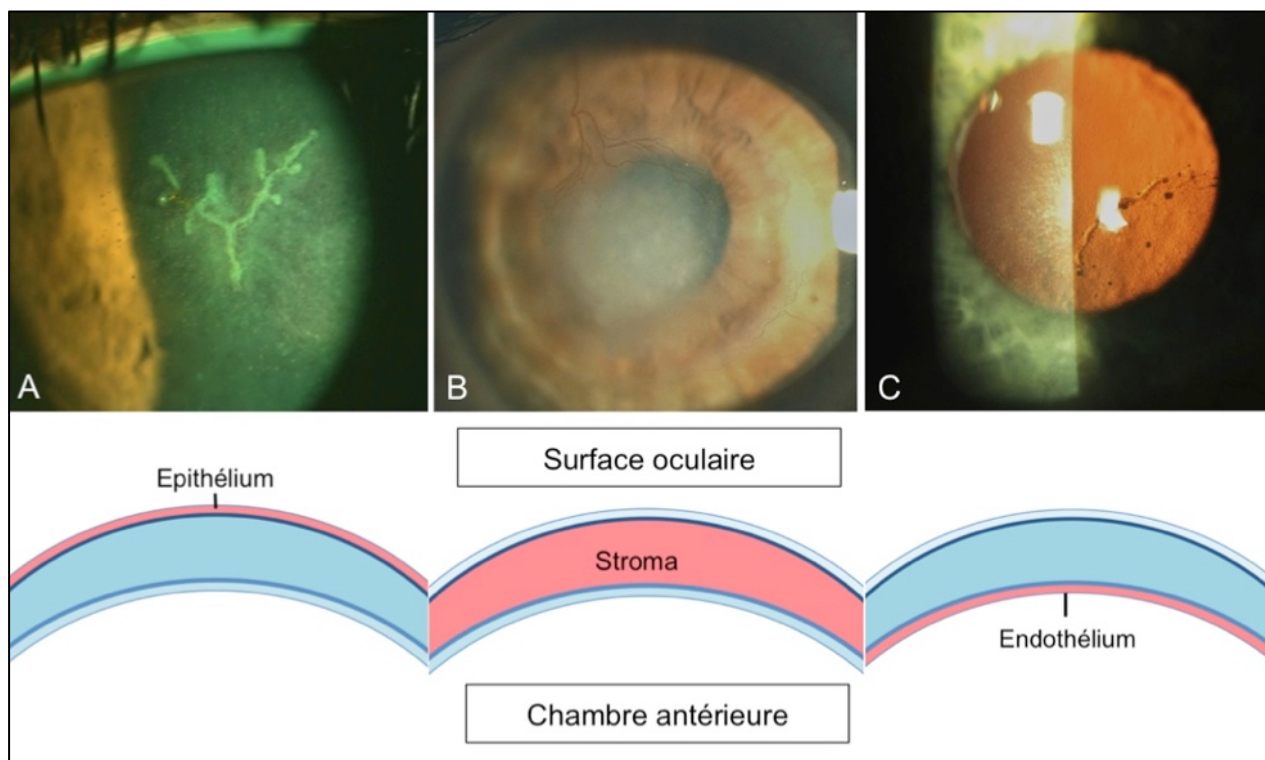 A
B
C
Surface oculaire
Epithélium
Stroma
Endothélium
Chambre antérieure